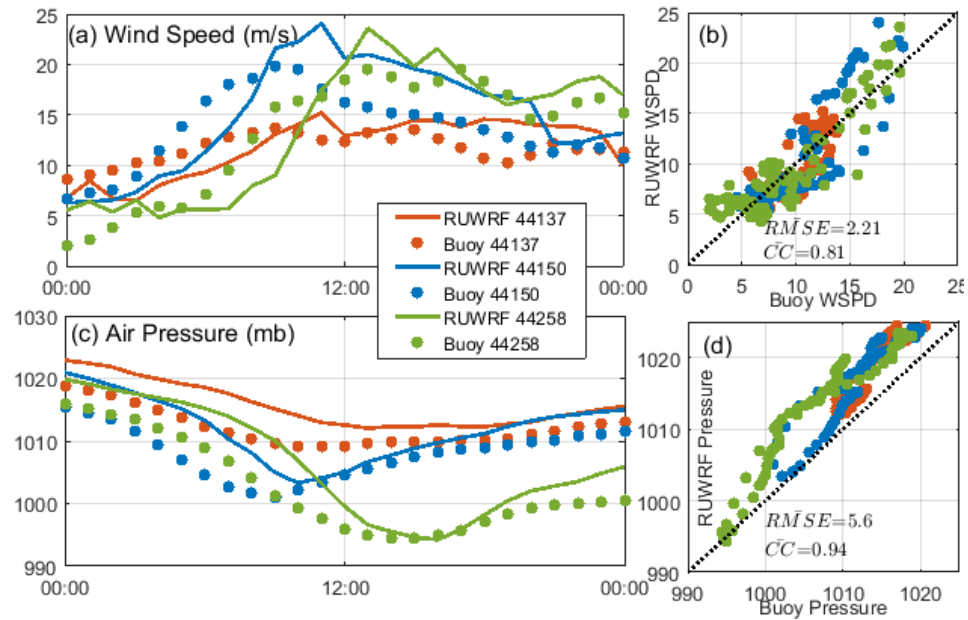 25
(a) Wind Speed (m/s)
20
15
10
5
0
00:00
12:00
00:00
25
(b)
20
15
10
5
0
RUWRF WSPD
RMSE=2.21
CC=0.81
0
5
10
15
20
25
Buoy WSPD
RUWRF 44137
Buoy 44137
RUWRF 44150
Buoy 44150
RUWRF 44258
Buoy 44258
1030
(c) Air Pressure (mb)
1020
1010
1000
990
00:00
12:00
00:00
(d)
1020
1010
1000
990
RUWRF Pressure
RMSE=5.6
CC=0.94
990
1000
1010
1020
Buoy Pressure